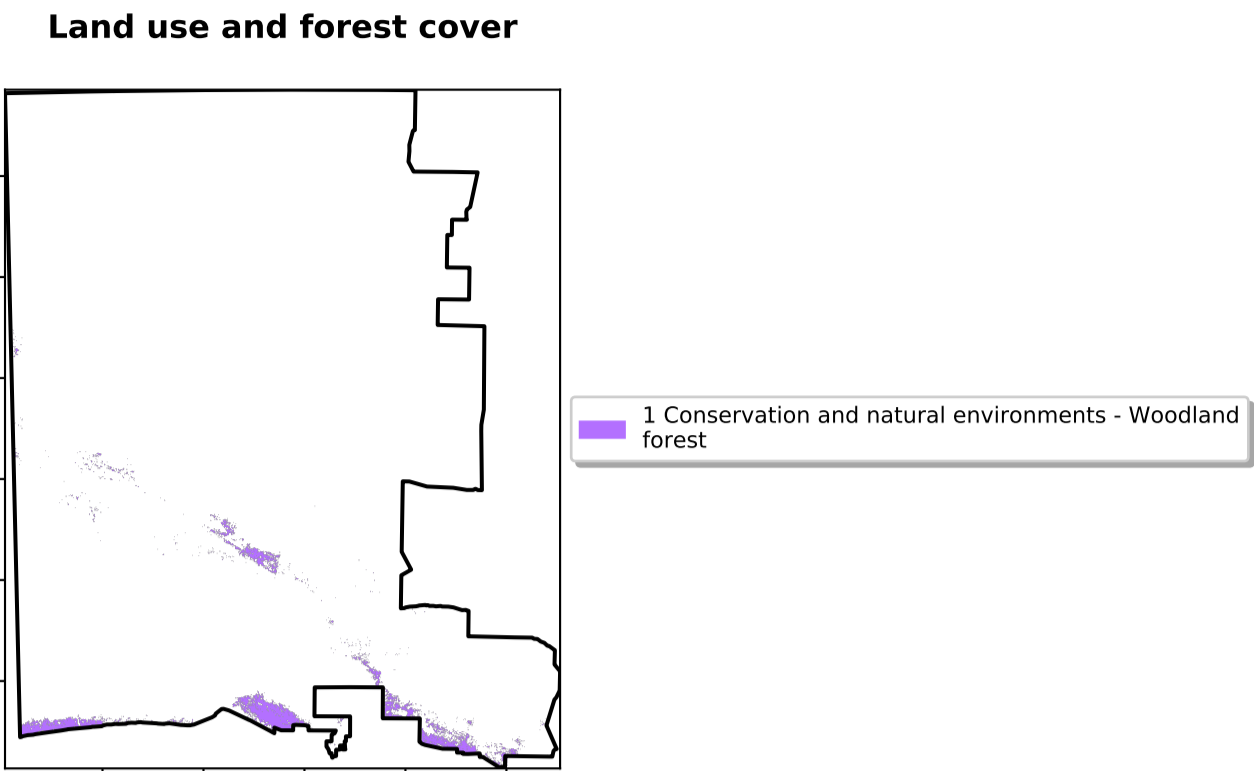 Land use and forest cover
1 Conservation and natural environments - Woodland
forest